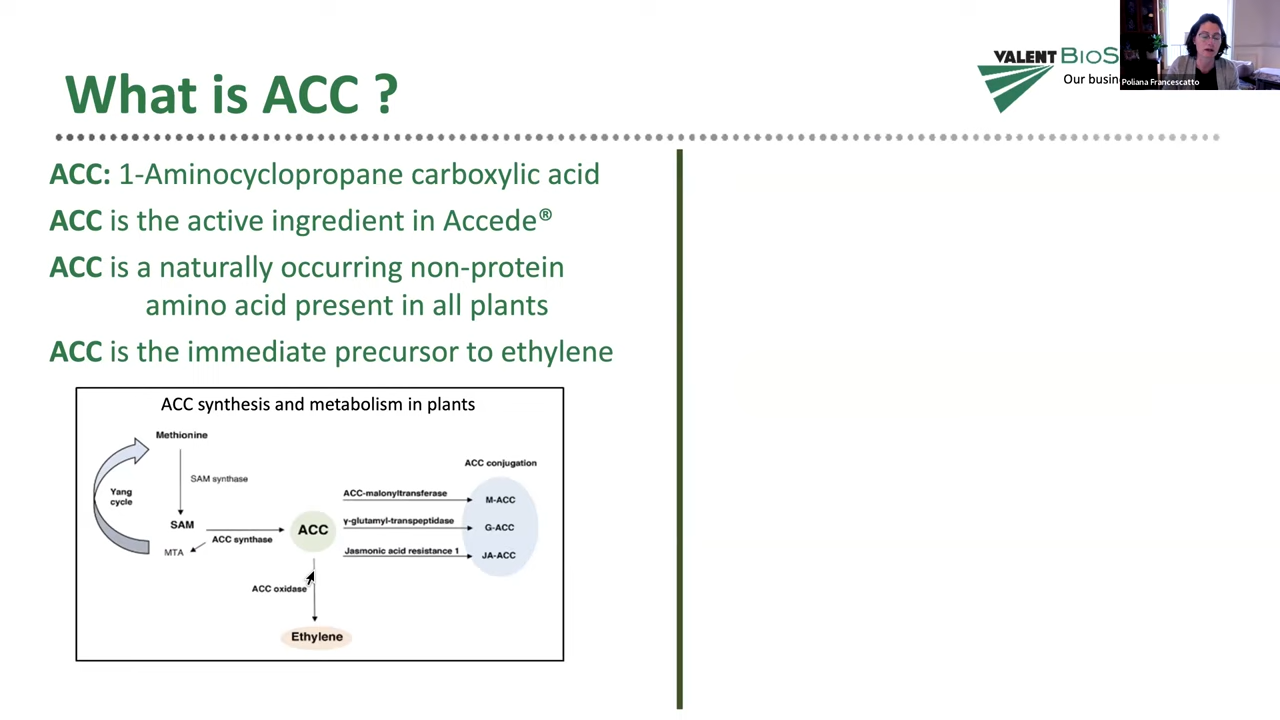 What is ACC ?
VALENT BioS
Our busin
Poliana Francescatto
ACC: 1-Aminocyclopropane carboxylic acid
ACC is the active ingredient in Accede®
ACC is a naturally occurring non-protein
amino acid present in all plants
ACC is the immediate precursor to ethylene
ACC synthesis and metabolism in plants
Methionine
SAM synthase
Yang
cycle
SAM
MTA
ACC synthase
ACC
ACC conjugation
ACC-malonyltransferase
M-ACC
γ-glutamyl-transpeptidase
G-ACC
Jasmonic acid resistance 1
JA-ACC
ACC oxidase
Ethylene